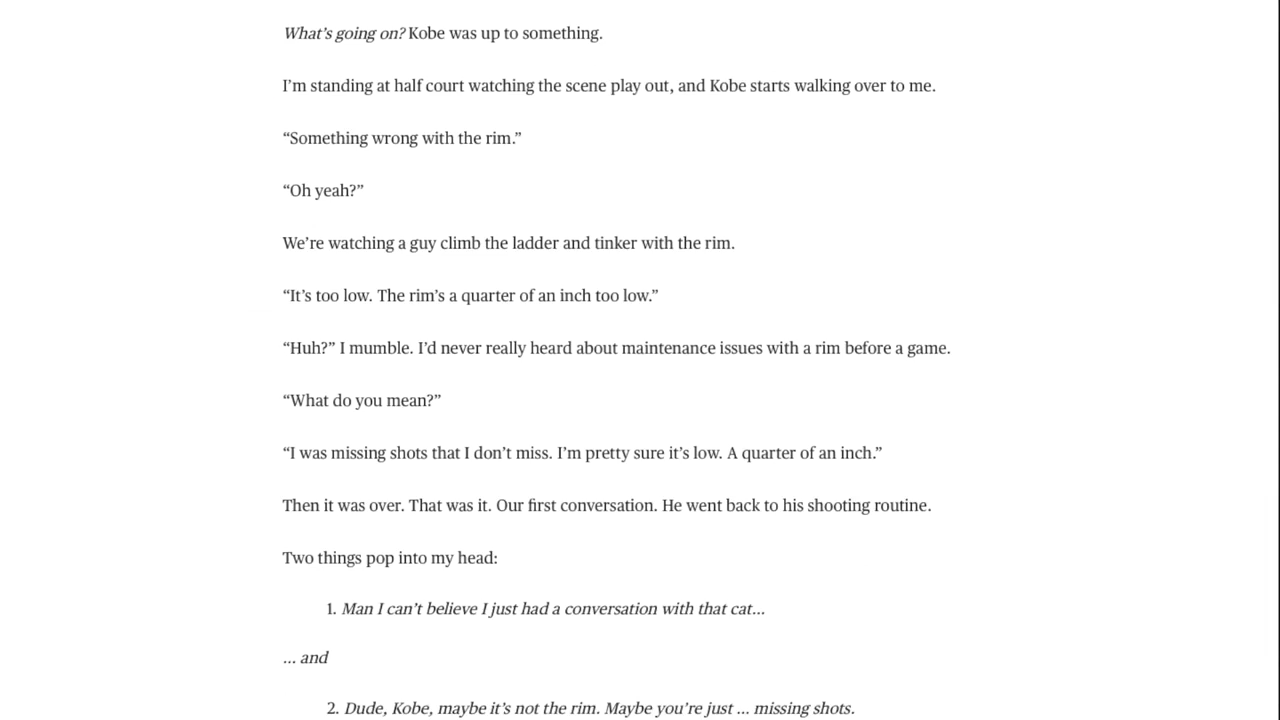 What’s going on? Kobe was up to something.
I’m standing at half court watching the scene play out, and Kobe starts walking over to me.
“Something wrong with the rim.”
“Oh yeah?”
We’re watching a guy climb the ladder and tinker with the rim.
“It’s too low. The rim’s a quarter of an inch too low.”
“Huh?” I mumble. I’d never really heard about maintenance issues with a rim before a game.
“What do you mean?”
“I was missing shots that I don’t miss. I’m pretty sure it’s low. A quarter of an inch.”
Then it was over. That was it. Our first conversation. He went back to his shooting routine.
Two things pop into my head:
1. Man I can’t believe I just had a conversation with that cat...
... and
2. Dude, Kobe, maybe it’s not the rim. Maybe you’re just ... missing shots.